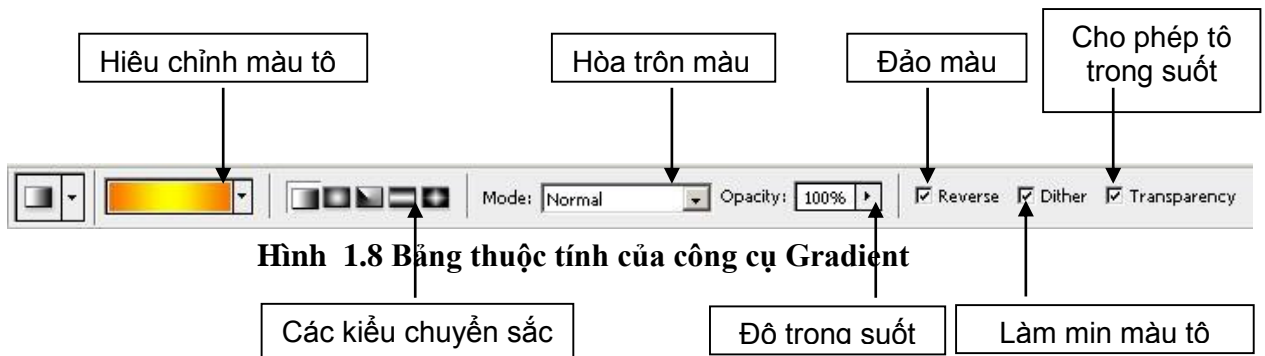 Hiêu chỉnh màu tô
Hòa trôn màu
Đảo màu
Cho phép tô
trong suốt
Mode: Normal Opacity: 100% Reverse Dither Transparency
Hình 1.8 Bảng thuộc tính của công cụ Gradient
Các kiểu chuyển sắc
Đô trong suốt
Làm min màu tô